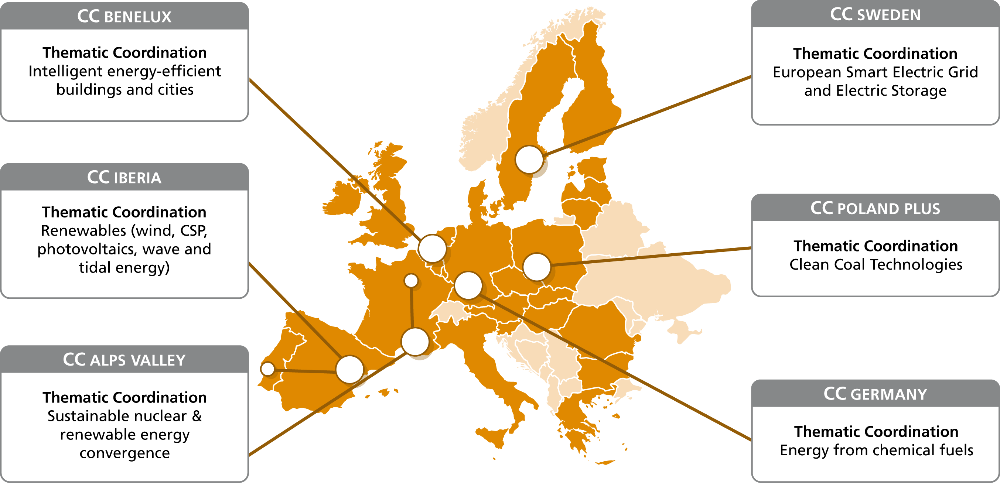 CC BENELUX
Thematic Coordination
Intelligent energy-efficient
buildings and cities
CC IBERIA
Thematic Coordination
Renewables (wind, CSP,
photovoltaics, wave and
tidal energy)
CC ALPS VALLEY
Thematic Coordination
Sustainable nuclear &
renewable energy
convergence
CC SWEDEN
Thematic Coordination
European Smart Electric Grid
and Electric Storage
CC POLAND PLUS
Thematic Coordination
Clean Coal Technologies
CC GERMANY
Thematic Coordination
Energy from chemical fuels